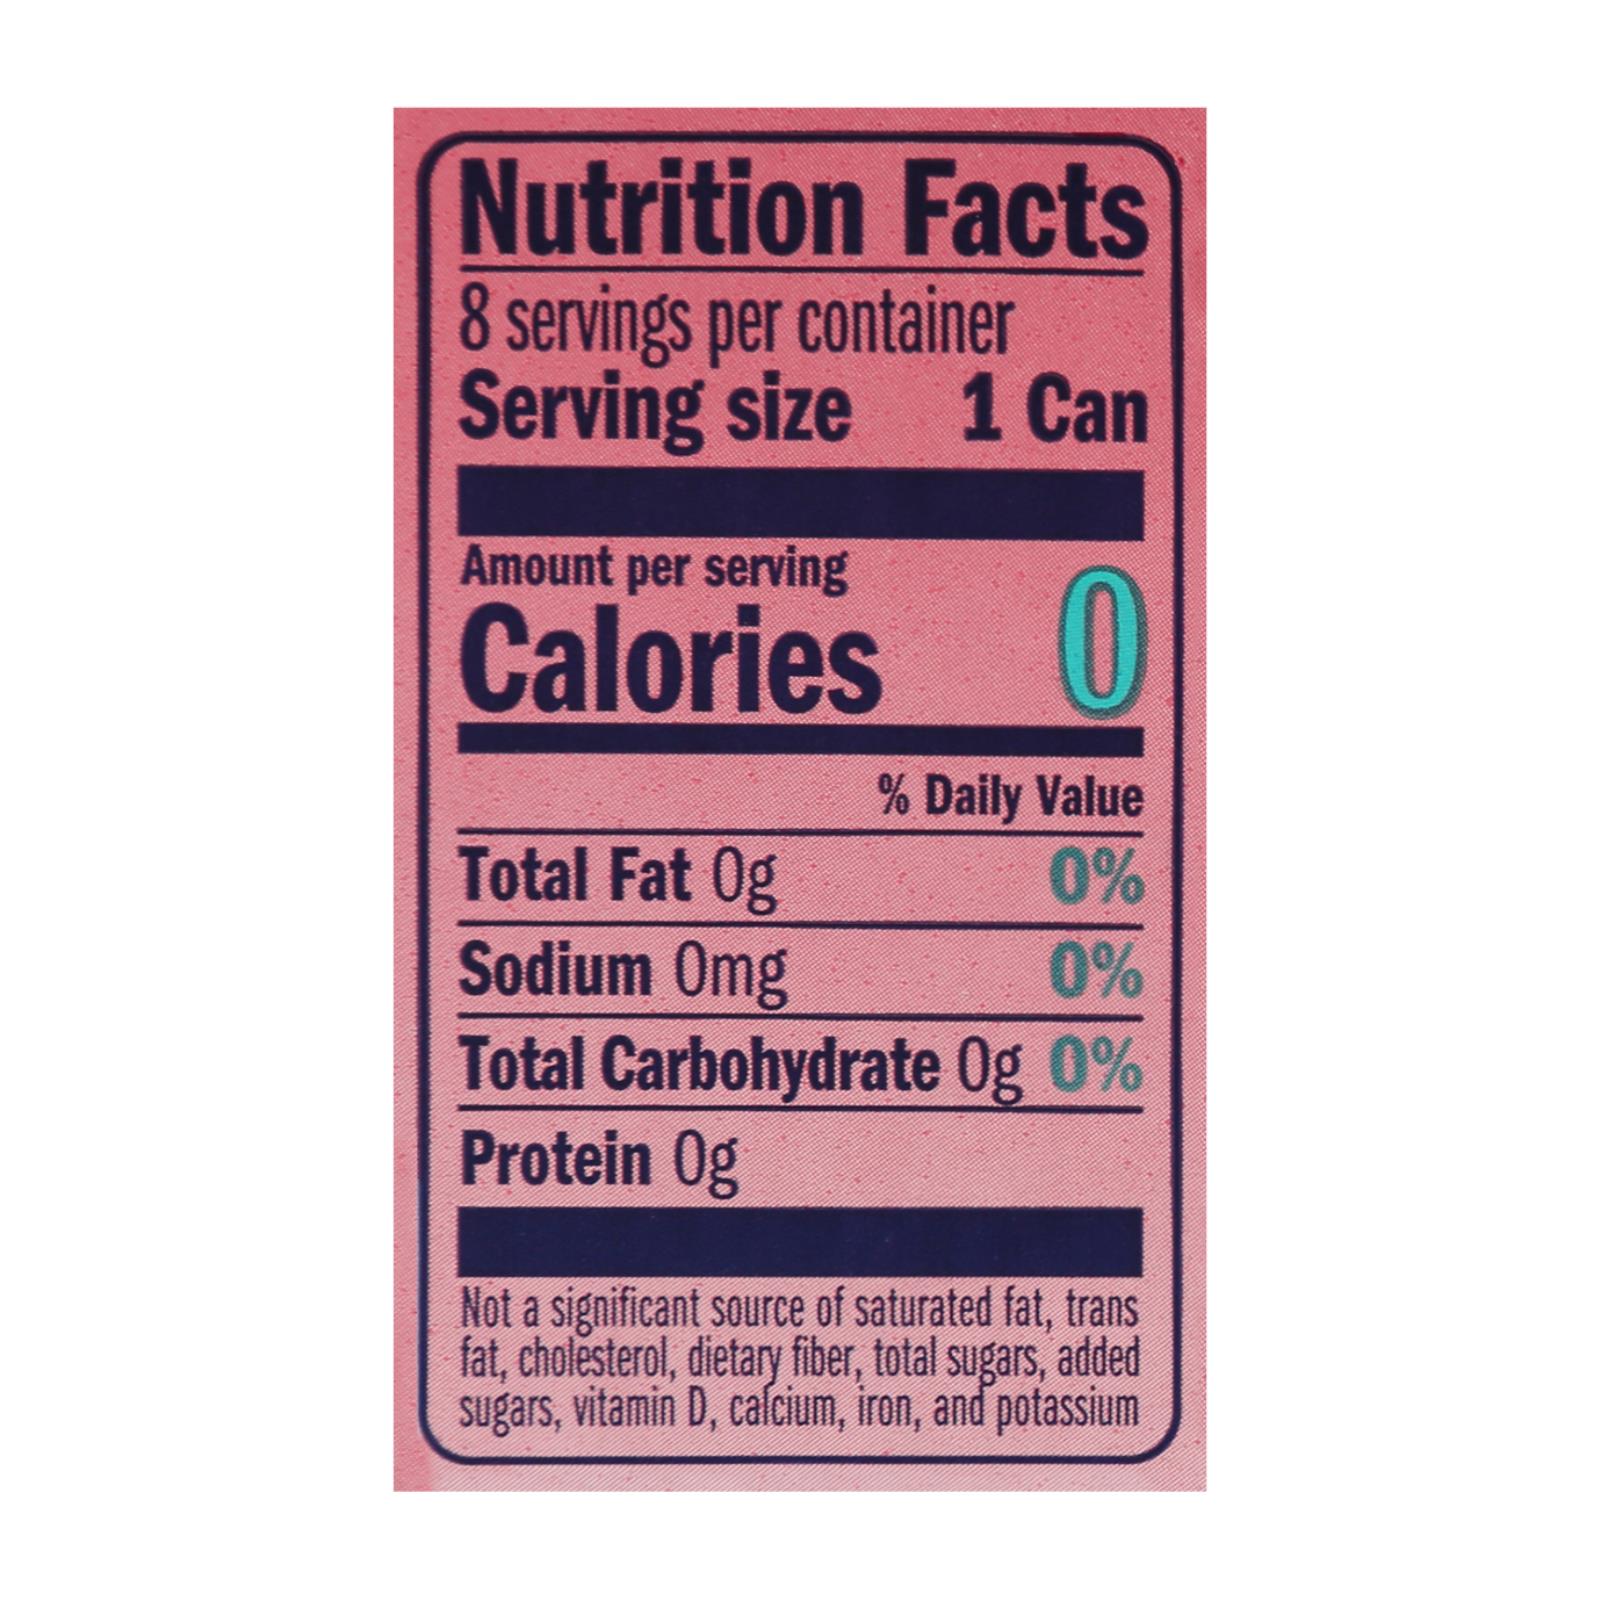 Nutrition Facts
8 servings per container
Serving size 1 Can
Amount per serving
Calories 0
% Daily Value
Total Fat 0g 0%
Sodium 0mg 0%
Total Carbohydrate 0g 0%
Protein 0g
Not a significant source of saturated fat, trans
fat, cholesterol, dietary fiber, total sugars, added
sugars, vitamin D, calcium, iron, and potassium